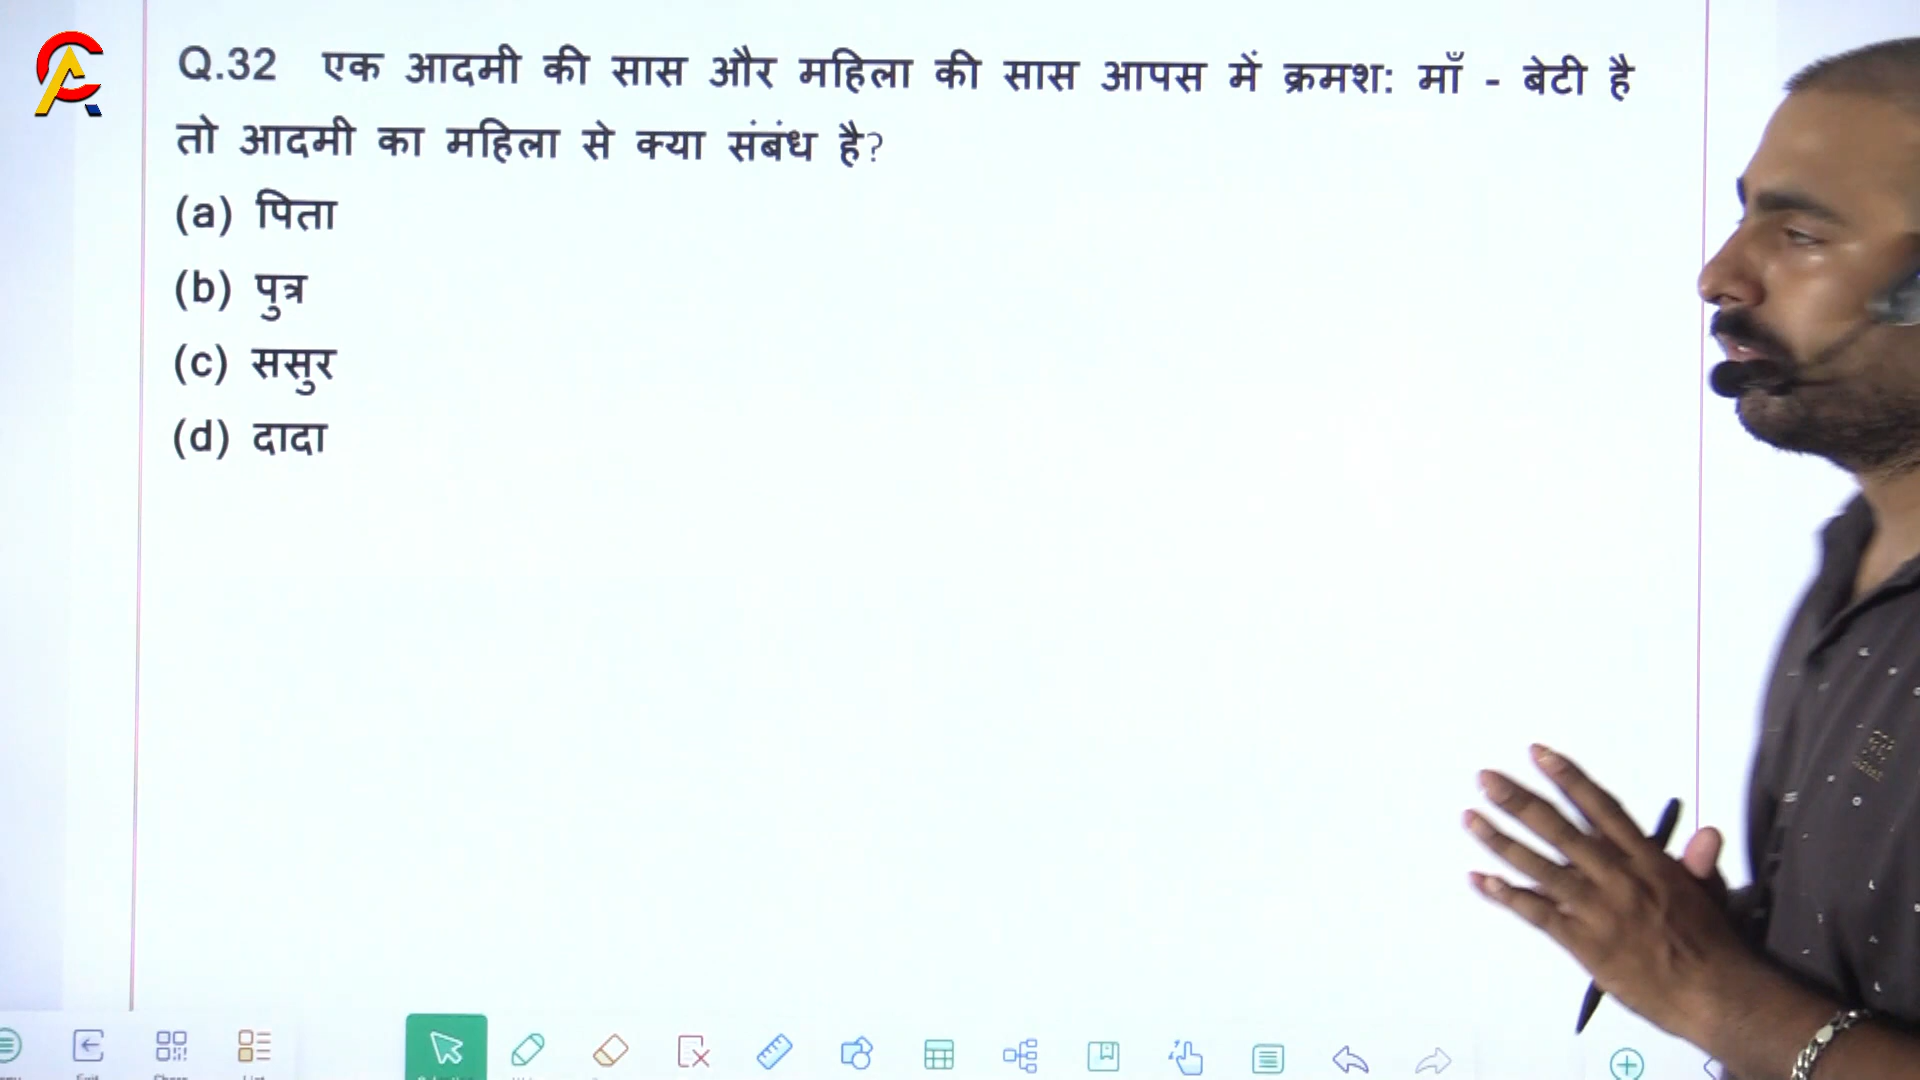 Q.32 एक आदमी की सास और महिला की सास आपस में क्रमश: माँ - बेटी है
तो आदमी का महिला से क्या संबंध है?
(a) पिता
(b) पुत्र
(c) ससुर
(d) दादा